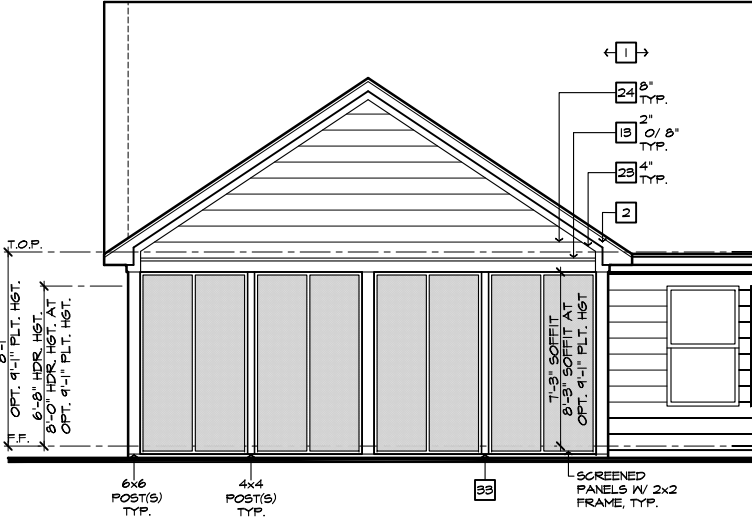 1
24 8"
TYP.
13 2"
O/ 8"
TYP.
23 4"
TYP.
2
T.O.P.
OPT. 9'-1" PLT. HGT.
6'-8" HDR. HGT.
8'-0" HDR. HGT. AT
OPT. 9'-1" PLT. HGT.
7'-3" SOFFIT
8'-3" SOFFIT AT
OPT. 9'-1" PLT. HGT
F.F.
6x6
POST(S)
TYP.
4x4
POST(S)
TYP.
33
SCREENED
PANELS W/ 2x2
FRAME, TYP.